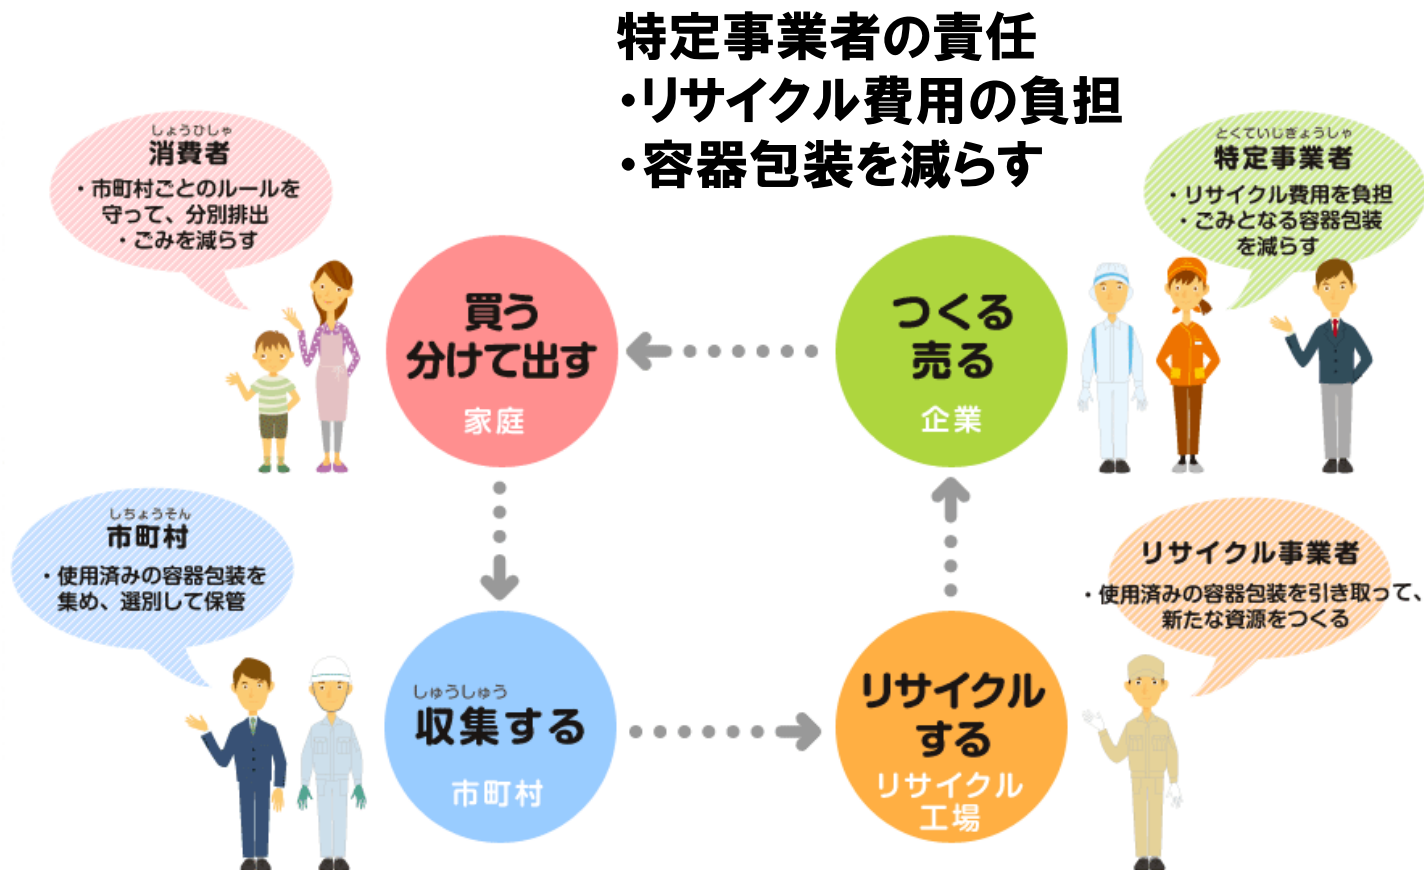 特定事業者の責任
・リサイクル費用の負担
・容器包装を減らす
しょうひしゃ
消費者
・市町村ごとのルールを
守って、分別排出
・ごみを減らす
とくていじぎょうしゃ
特定事業者
・リサイクル費用を負担
・ごみとなる容器包装
を減らす
買う
分けて出す
家庭
つくる
売る
企業
しちょうそん
市町村
・使用済みの容器包装を
集め、選別して保管
リサイクル事業者
・使用済みの容器包装を引き取って、
新たな資源をつくる
しゅうしゅう
収集する
市町村
リサイクル
する
リサイクル
工場